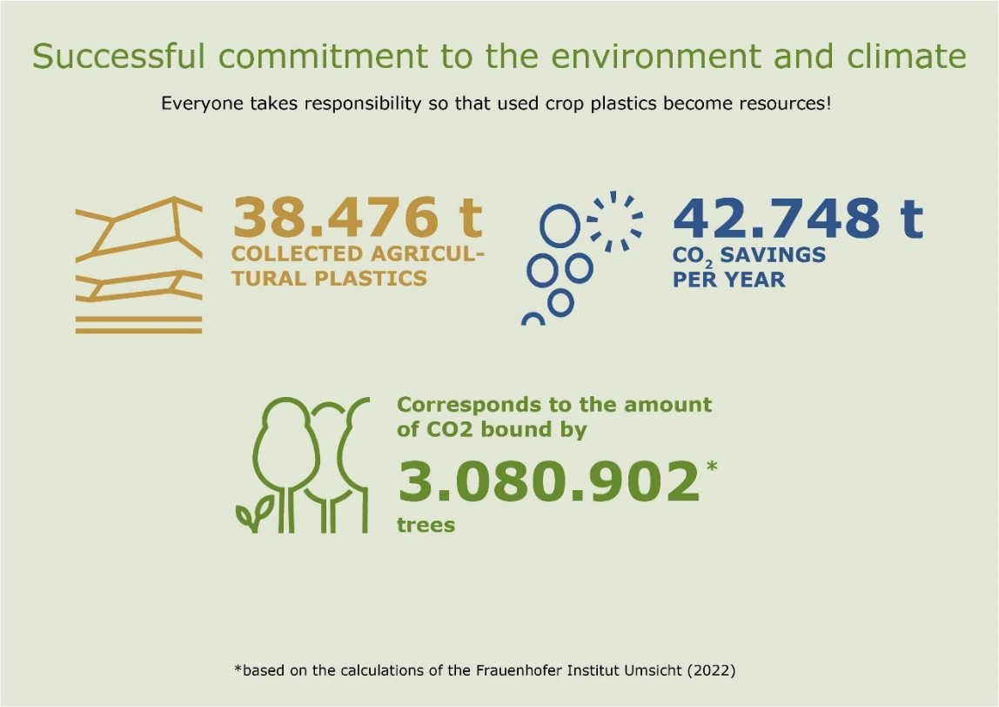 Successful commitment to the environment and climate
Everyone takes responsibility so that used crop plastics become resources!
38.476 t
COLLECTED AGRICUL-
TURAL PLASTICS
42.748 t
CO₂ SAVINGS
PER YEAR
Corresponds to the amount
of CO2 bound by
3.080.902*
trees
*based on the calculations of the Frauenhofer Institut Umsicht (2022)